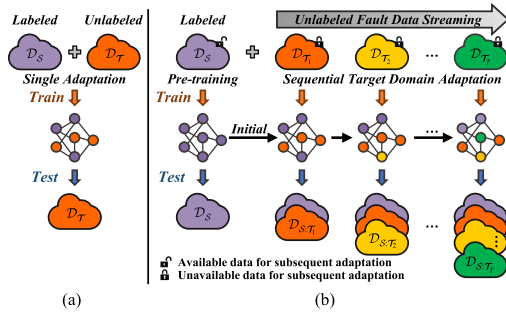 Labeled Unlabeled
D_S + D_T
Single Adaptation
Train
Test
D_T
(a)
Labeled
Unlabeled Fault Data Streaming
D_S + D_T1 D_T2 ... D_Tr
Pre-training Sequential Target Domain Adaptation
Train
Initial ...
Test
D_S D_S:T1 D_S:T2 ... D_S:Tr
Available data for subsequent adaptation
Unavailable data for subsequent adaptation
(b)